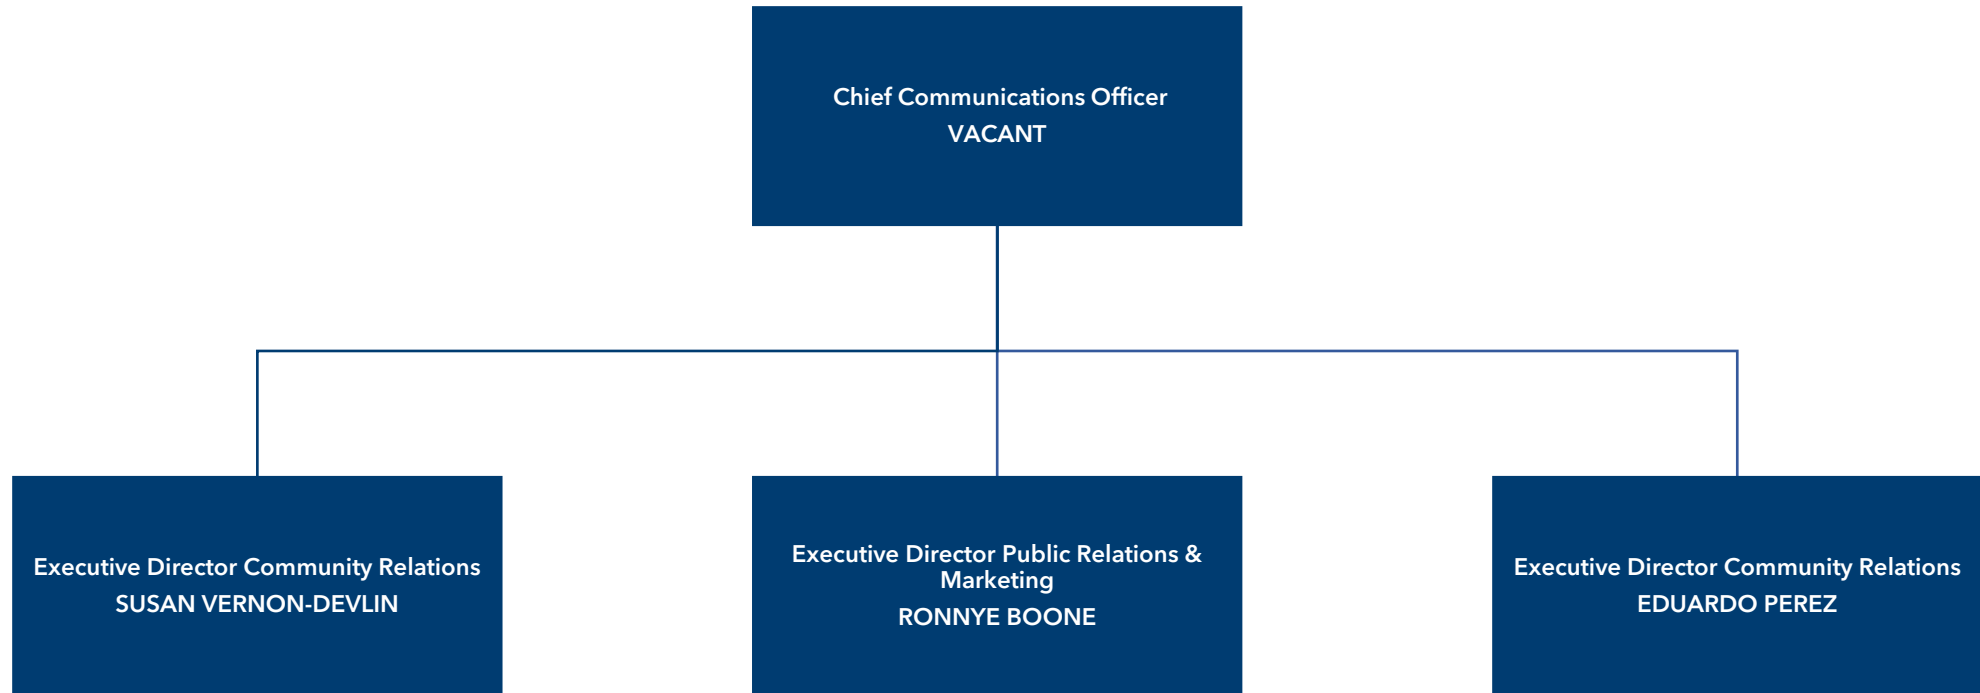 Chief Communications Officer
VACANT
Executive Director Community Relations
SUSAN VERNON-DEVLIN
Executive Director Public Relations &
Marketing
RONNYE BOONE
Executive Director Community Relations
EDUARDO PEREZ